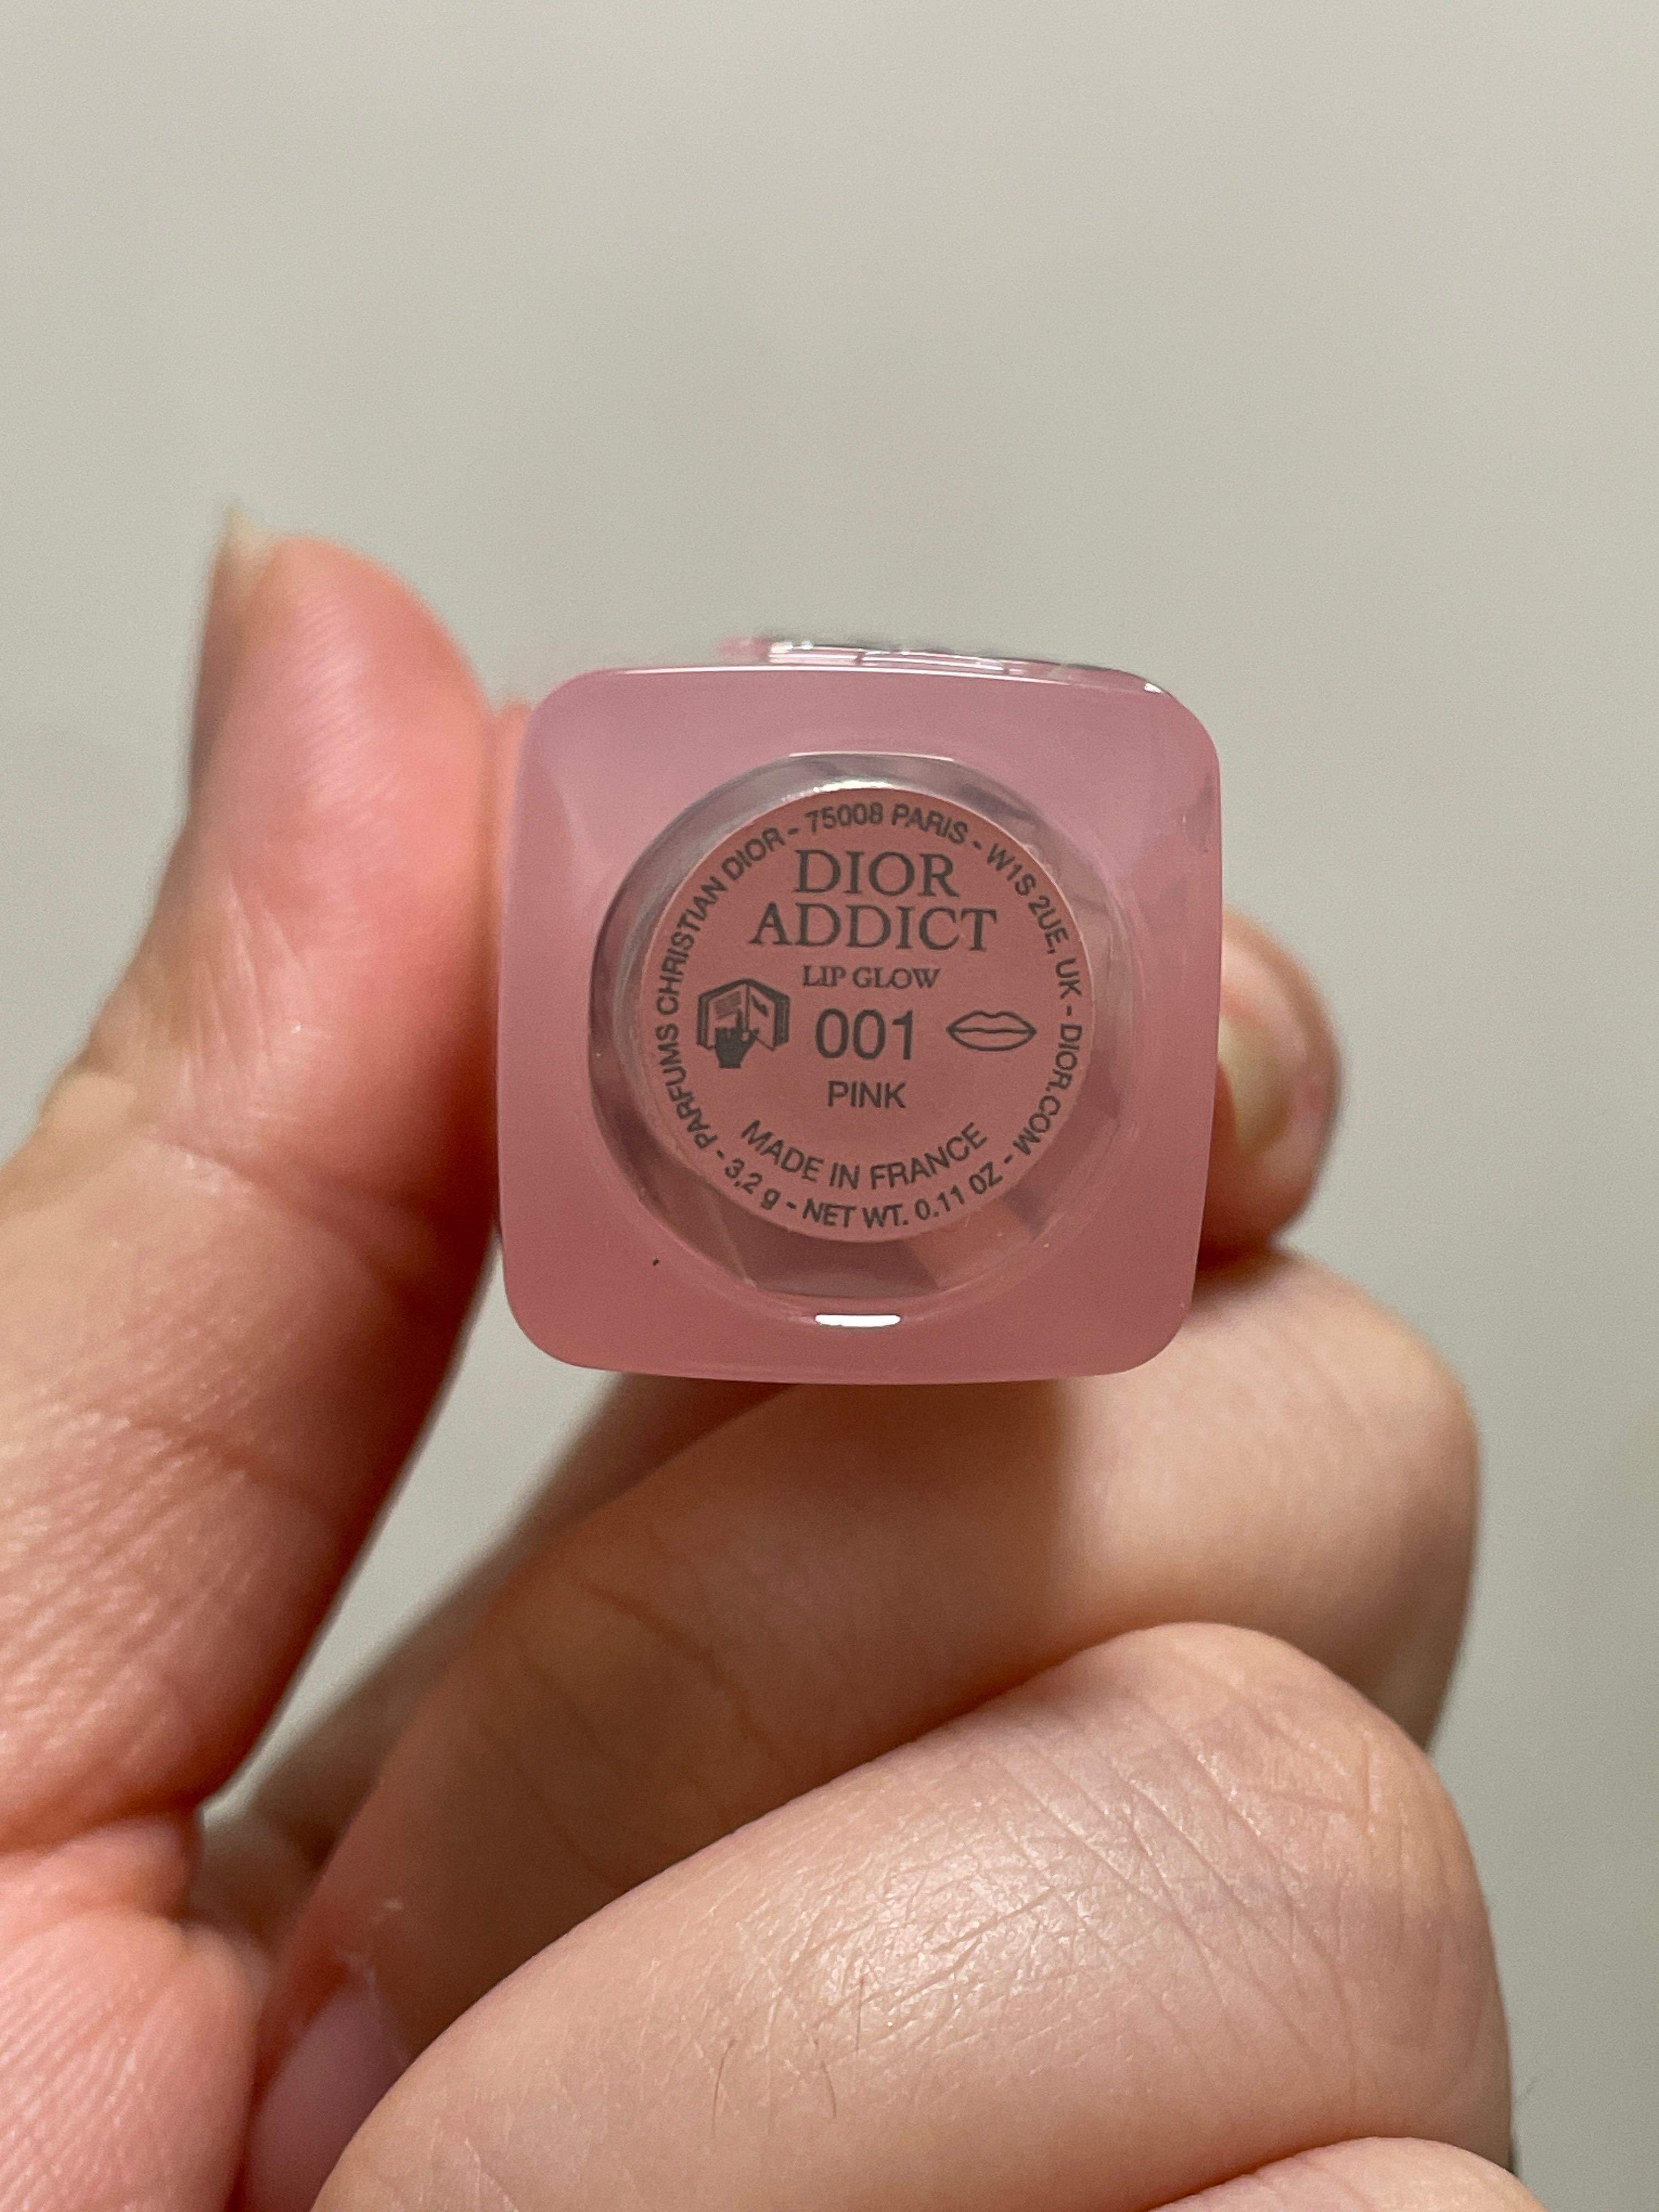 PARFUMS CHRISTIAN DIOR - 75008 PARIS - W1S 2UE, UK - DIOR.COM - 3,2 g - NET WT. 0.11 OZ -
DIOR
ADDICT
LIP GLOW
001
PINK
MADE IN FRANCE